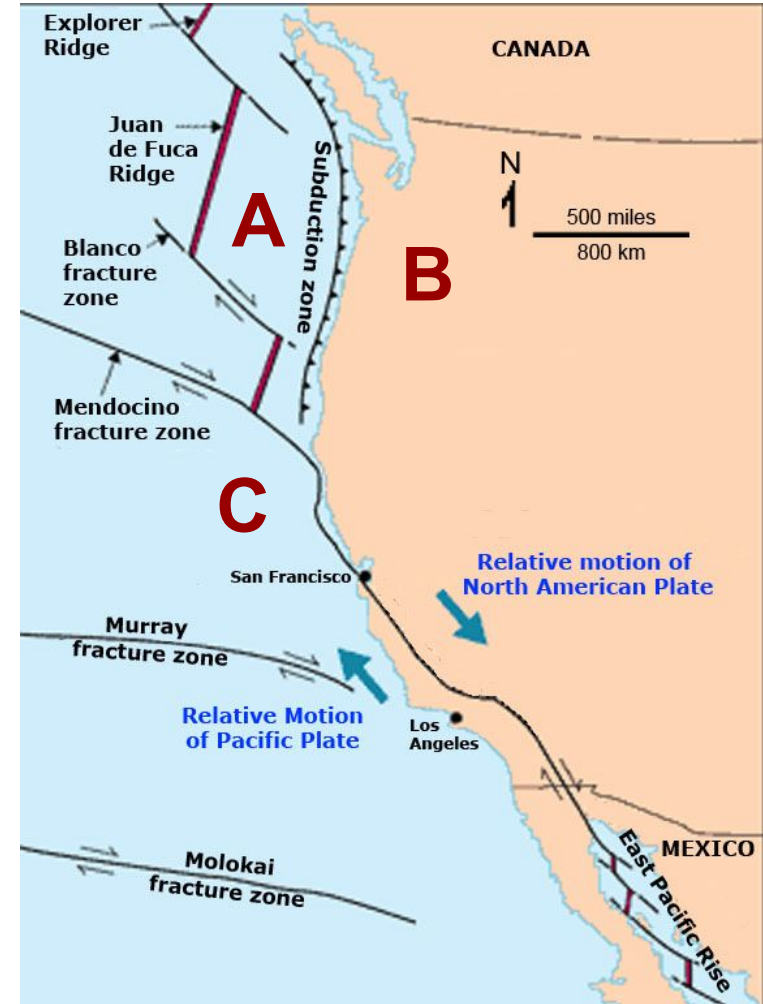 Explorer
Ridge
CANADA
Juan
de Fuca
Ridge
Subduction zone
N
500 miles
800 km
A
B
Blanco
fracture
zone
Mendocino
fracture zone
C
San Francisco
Relative motion of
North American Plate
Murray
fracture zone
Relative Motion
of Pacific Plate
Los
Angeles
East Pacific Rise
MEXICO
Molokai
fracture zone